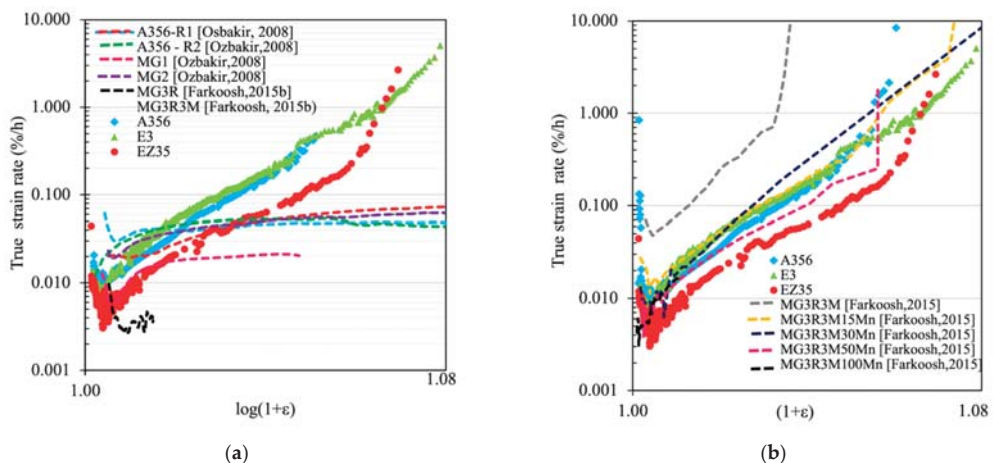 10.000
1.000
0.100
0.010
0.001
True strain rate (%/h)
A356-R1 [Osbakir, 2008]
A356 - R2 [Ozbakir,2008]
MG1 [Ozbakir,2008]
MG2 [Ozbakir,2008]
MG3R [Farkoosh,2015b]
MG3R3M [Farkoosh, 2015b)
A356
E3
EZ35
1.00
1.08
log(1+ε)
(a)
10.000
1.000
0.100
0.010
0.001
True strain rate (%/h)
A356
E3
EZ35
MG3R3M [Farkoosh,2015]
MG3R3M15Mn [Farkoosh,2015]
MG3R3M30Mn [Farkoosh,2015]
MG3R3M50Mn [Farkoosh,2015]
MG3R3M100Mn [Farkoosh,2015]
1.00
1.08
(1+ε)
(b)